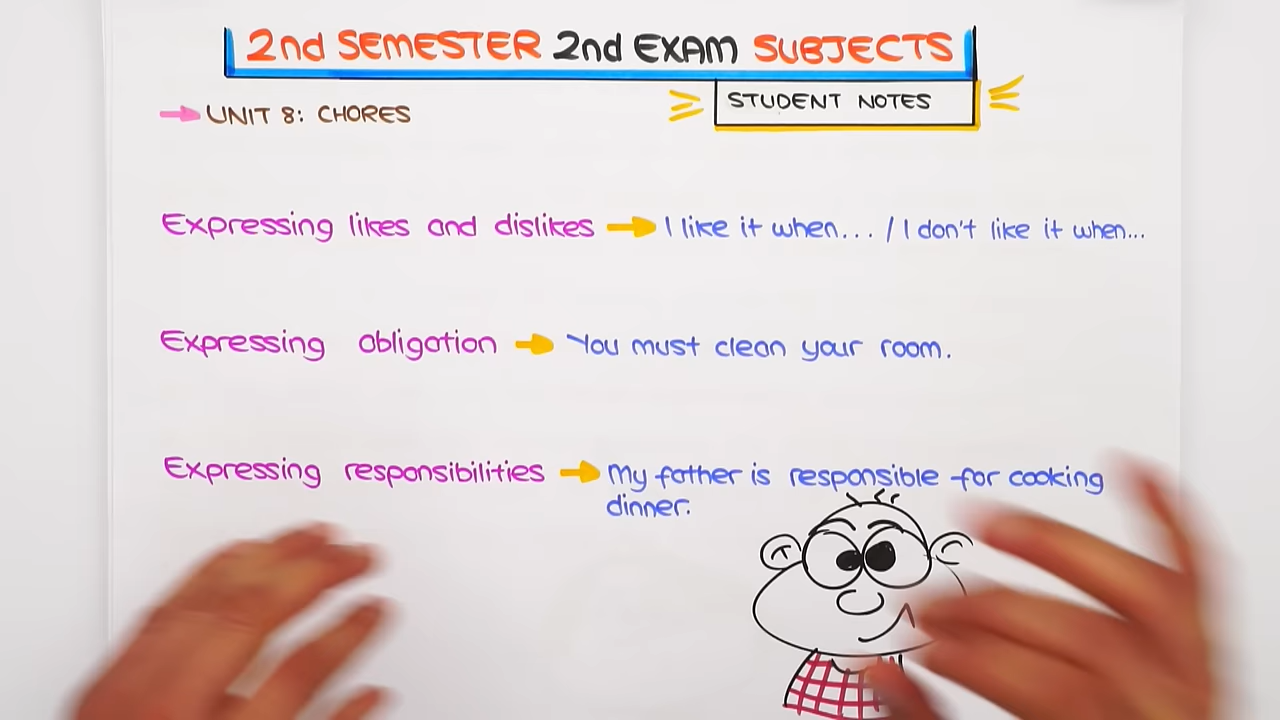 2nd SEMESTER 2nd EXAM SUBJECTS
STUDENT NOTES
UNIT 8: CHORES
Expressing likes and dislikes I like it when... / I don't like it when...
Expressing obligation You must clean your room.
Expressing responsibilities My father is responsible for cooking
dinner.